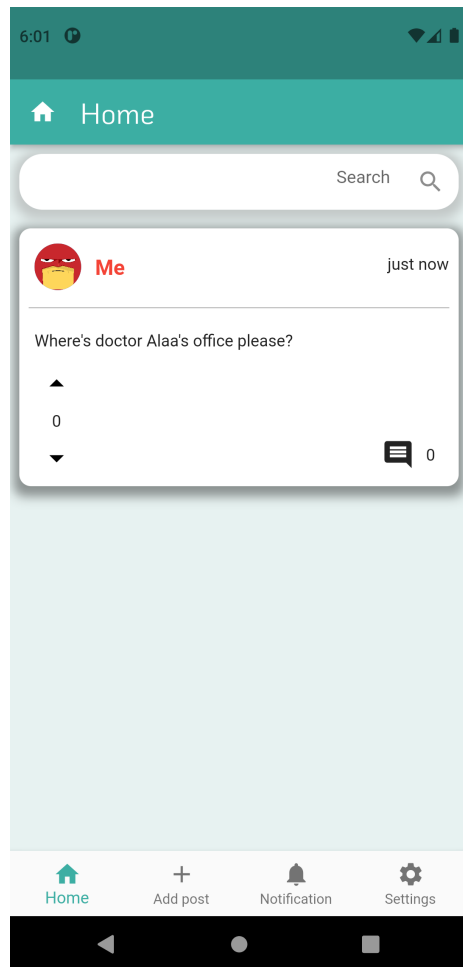 6:01
Home
Search
Me
just now
Where's doctor Alaa's office please?
0
0
Home
Add post
Notification
Settings